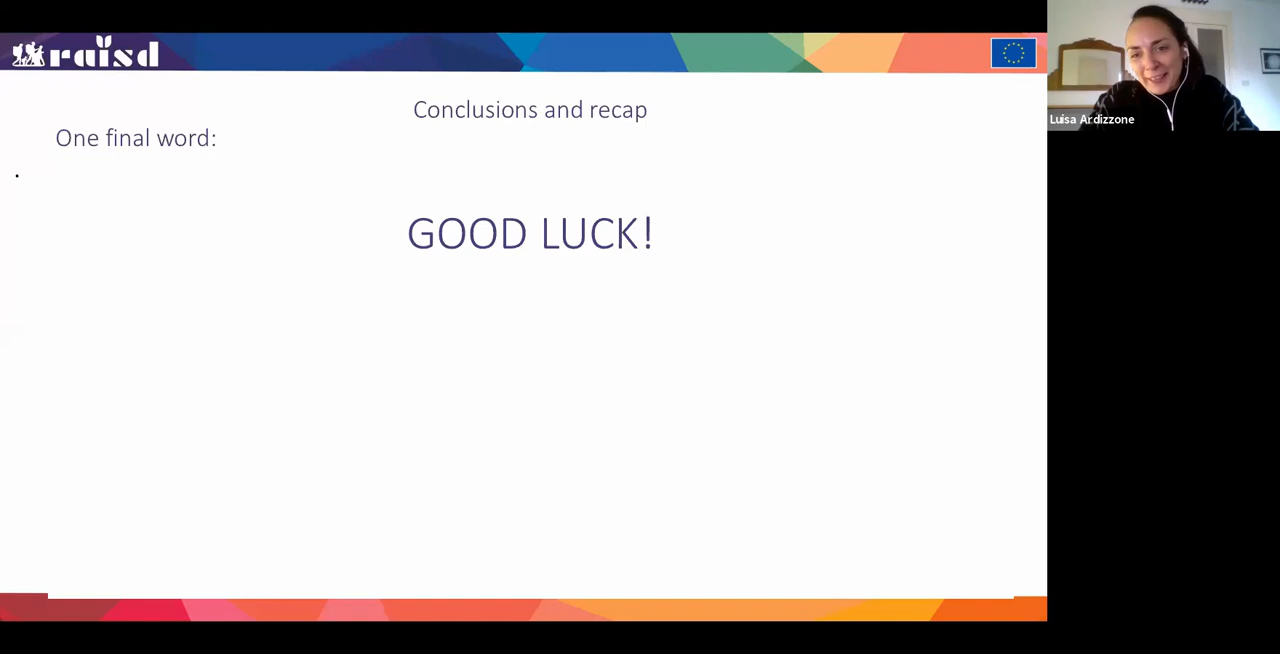 raisd
Conclusions and recap
One final word:
GOOD LUCK!
Luisa Ardizzone